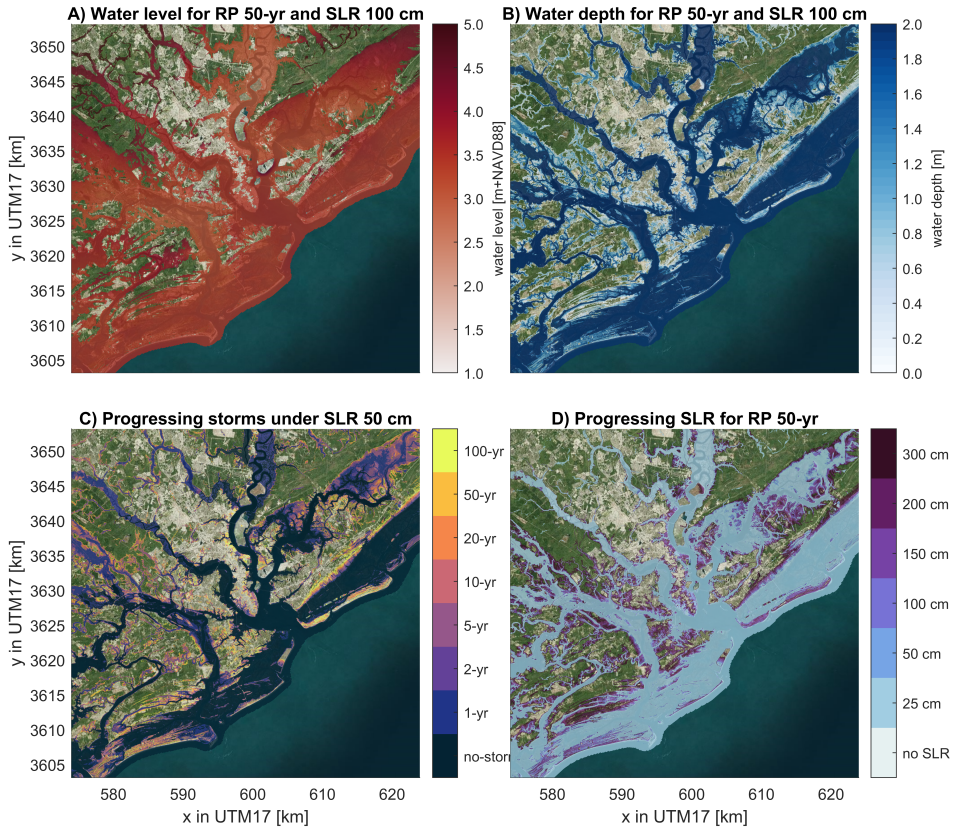 A) Water level for RP 50-yr and SLR 100 cm
3650
3645
3640
3635
3630
3625
3620
3615
3610
3605
y in UTM17 [km]
5.0
4.5
4.0
3.5
3.0
2.5
2.0
1.5
1.0
water level [m+NAVD88]
B) Water depth for RP 50-yr and SLR 100 cm
2.0
1.8
1.6
1.4
1.2
1.0
0.8
0.6
0.4
0.2
0.0
water depth [m]
C) Progressing storms under SLR 50 cm
3650
3645
3640
3635
3630
3625
3620
3615
3610
3605
y in UTM17 [km]
580
590
600
610
620
x in UTM17 [km]
100-yr
50-yr
20-yr
10-yr
5-yr
2-yr
1-yr
no-storm
D) Progressing SLR for RP 50-yr
580
590
600
610
620
x in UTM17 [km]
300 cm
200 cm
150 cm
100 cm
50 cm
25 cm
no SLR